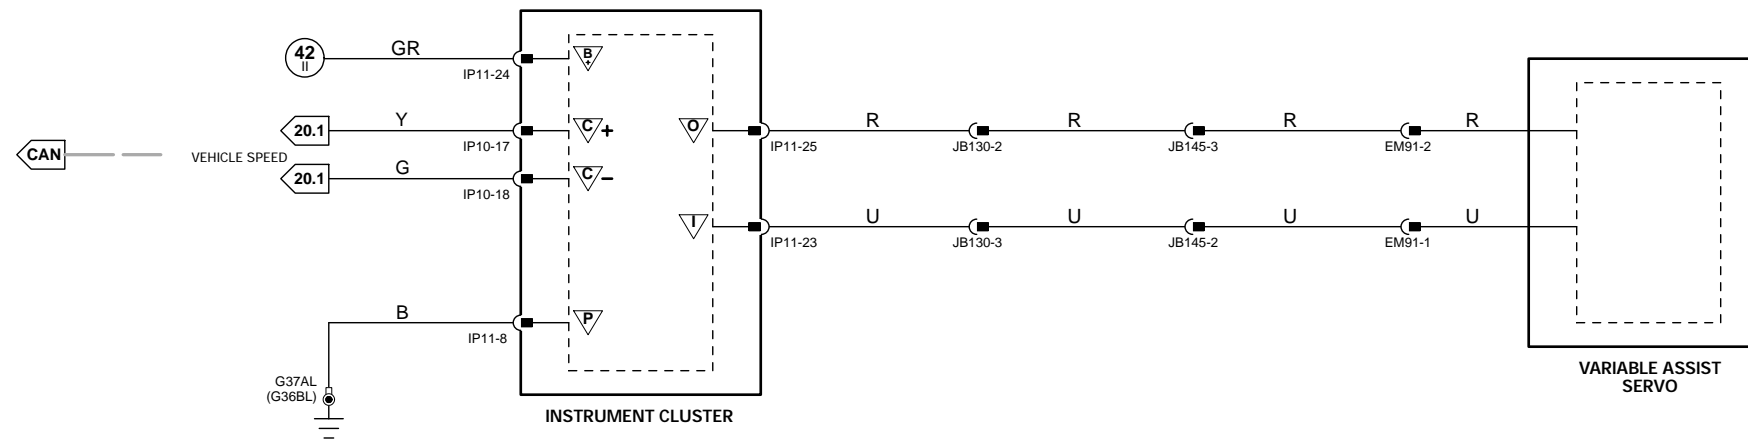 42
II
GR
IP11-24
B
+
20.1
Y
IP10-17
C +
O
IP11-25
R
JB130-2
R
JB145-3
R
EM91-2
R
CAN
VEHICLE SPEED
20.1
G
IP10-18
C –
I
IP11-23
U
JB130-3
U
JB145-2
U
EM91-1
U
B
IP11-8
P
G37AL
(G36BL)
INSTRUMENT CLUSTER
VARIABLE ASSIST
SERVO